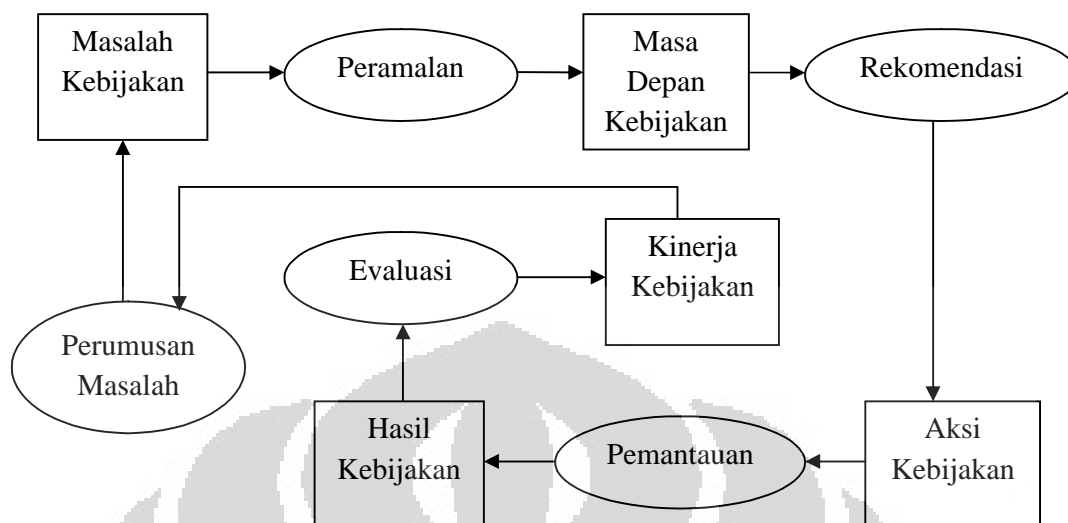 Masalah
Kebijakan
Peramalan
Masa
Depan
Kebijakan
Rekomendasi
Evaluasi
Kinerja
Kebijakan
Perumusan
Masalah
Hasil
Kebijakan
Pemantauan
Aksi
Kebijakan